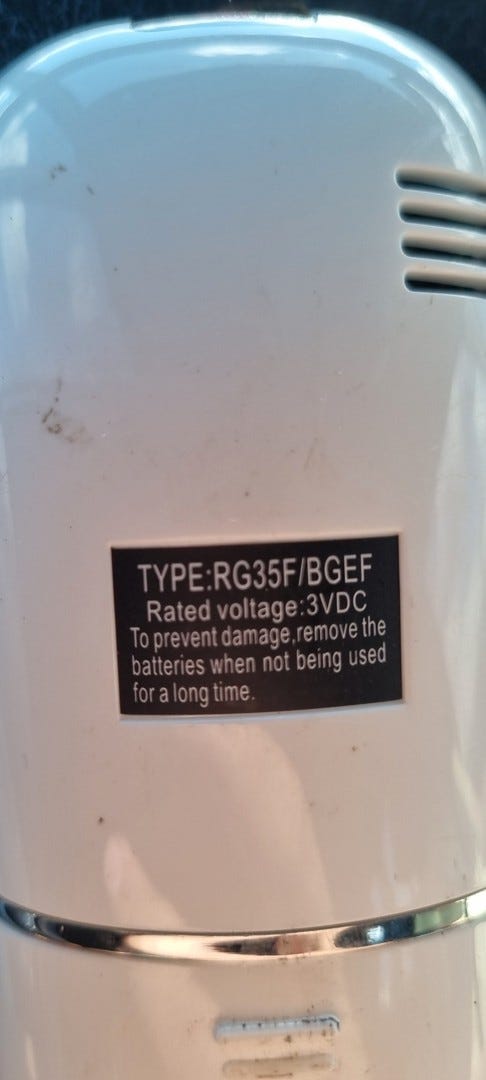 TYPE:RG35F/BGEF
Rated voltage:3VDC
To prevent damage,remove the
batteries when not being used
for a long time.